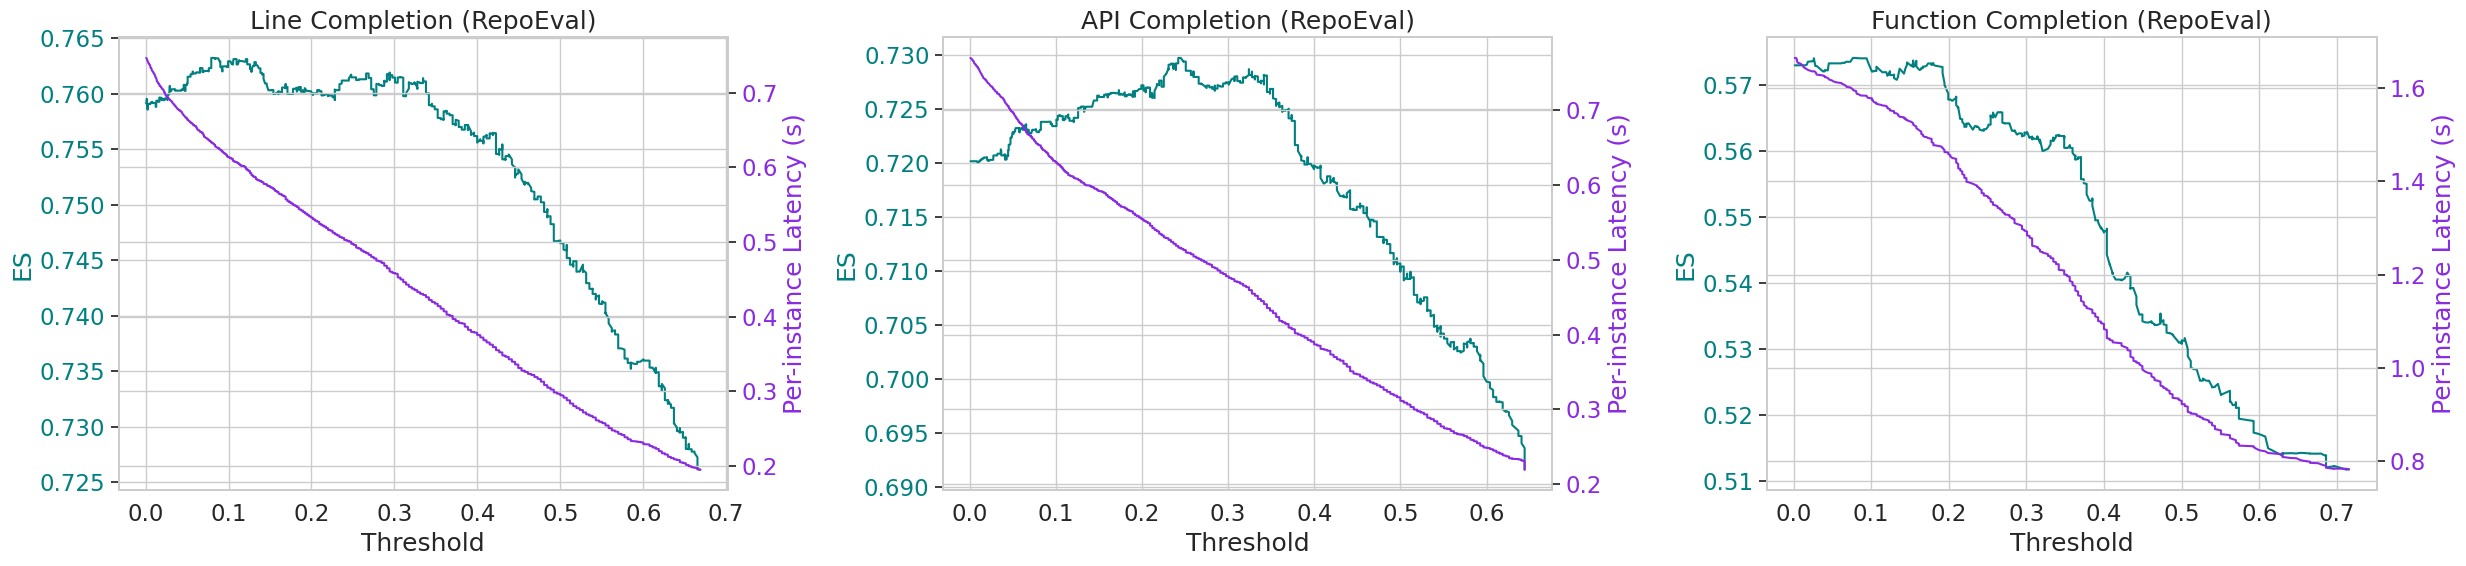 Line Completion (RepoEval)
0.765
0.760
0.755
0.750
0.745
0.740
0.735
0.730
0.725
ES
0.7
0.6
0.5
0.4
0.3
0.2
Per-instance Latency (s)
0.0 0.1 0.2 0.3 0.4 0.5 0.6 0.7
Threshold
API Completion (RepoEval)
0.730
0.725
0.720
0.715
0.710
0.705
0.700
0.695
0.690
ES
0.7
0.6
0.5
0.4
0.3
0.2
Per-instance Latency (s)
0.0 0.1 0.2 0.3 0.4 0.5 0.6
Threshold
Function Completion (RepoEval)
0.57
0.56
0.55
0.54
0.53
0.52
0.51
ES
1.6
1.4
1.2
1.0
0.8
Per-instance Latency (s)
0.0 0.1 0.2 0.3 0.4 0.5 0.6 0.7
Threshold